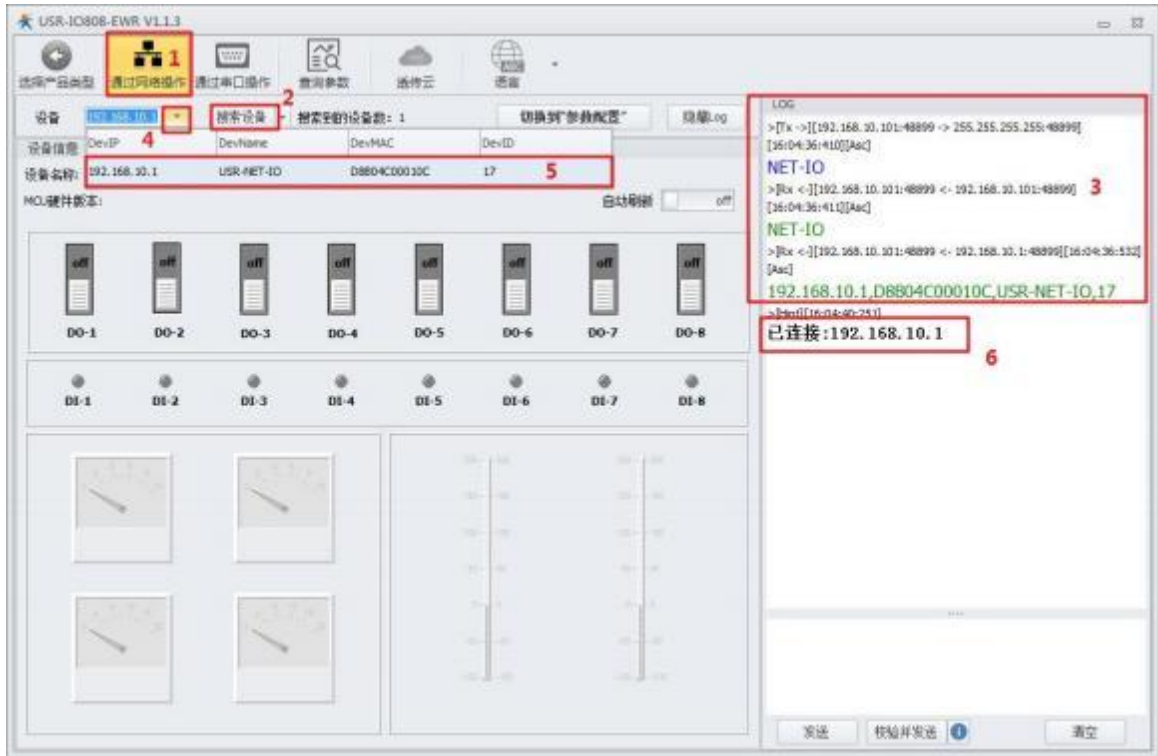 USR-IO808-EWR V1.1.3
选择产品类型 通过网络操作 1 通过串口操作 查询参数 透传云 语言
设备 192.168.10.1 搜索设备 2 搜索到的设备数: 1 切换到"参数配置" 隐藏Log
4
设备信息 DevIP DevName DevMAC DevID
设备名称: 192.168.10.1 USR-NET-IO D8B04C00010C 17 5
MCU硬件版本: 自动刷新 off
off off off off off off off off
DO-1 DO-2 DO-3 DO-4 DO-5 DO-6 DO-7 DO-8
DI-1 DI-2 DI-3 DI-4 DI-5 DI-6 DI-7 DI-8
LOG
>[Tx ->][192.168.10.101:48899 -> 255.255.255.255:48899]
[16:04:36:410][Asc]
NET-IO
>[Rx <-][192.168.10.101:48899 <- 192.168.10.101:48899] 3
[16:04:36:411][Asc]
NET-IO
>[Rx <-][192.168.10.101:48899 <- 192.168.10.1:48899][16:04:36:532]
[Asc]
192.168.10.1,D8B04C00010C,USR-NET-IO,17
>[Hint][16:04:40:251]
已连接:192.168.10.1
6
发送 校验并发送 清空